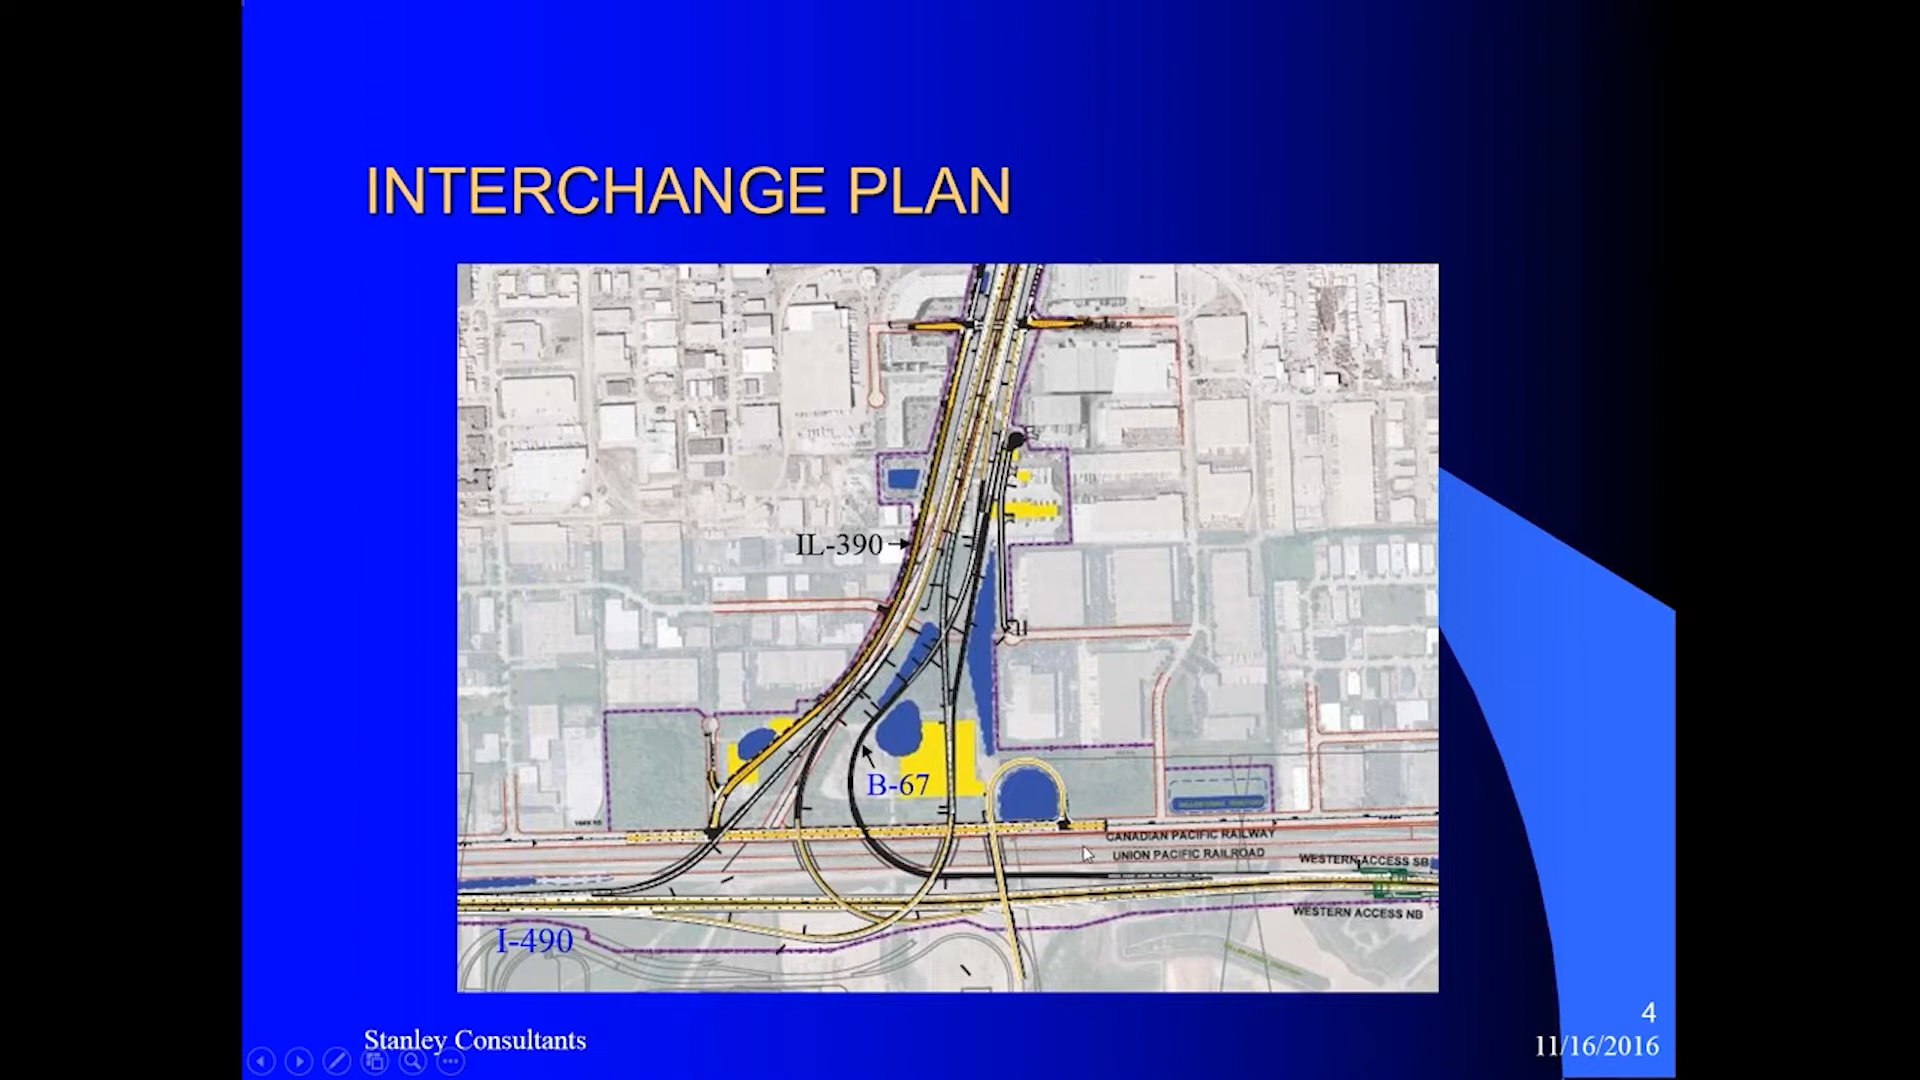 INTERCHANGE PLAN
IL-390
B-67
CANADIAN PACIFIC RAILWAY
UNION PACIFIC RAILROAD
WESTERN ACCESS SB
WESTERN ACCESS NB
I-490
4
Stanley Consultants
11/16/2016